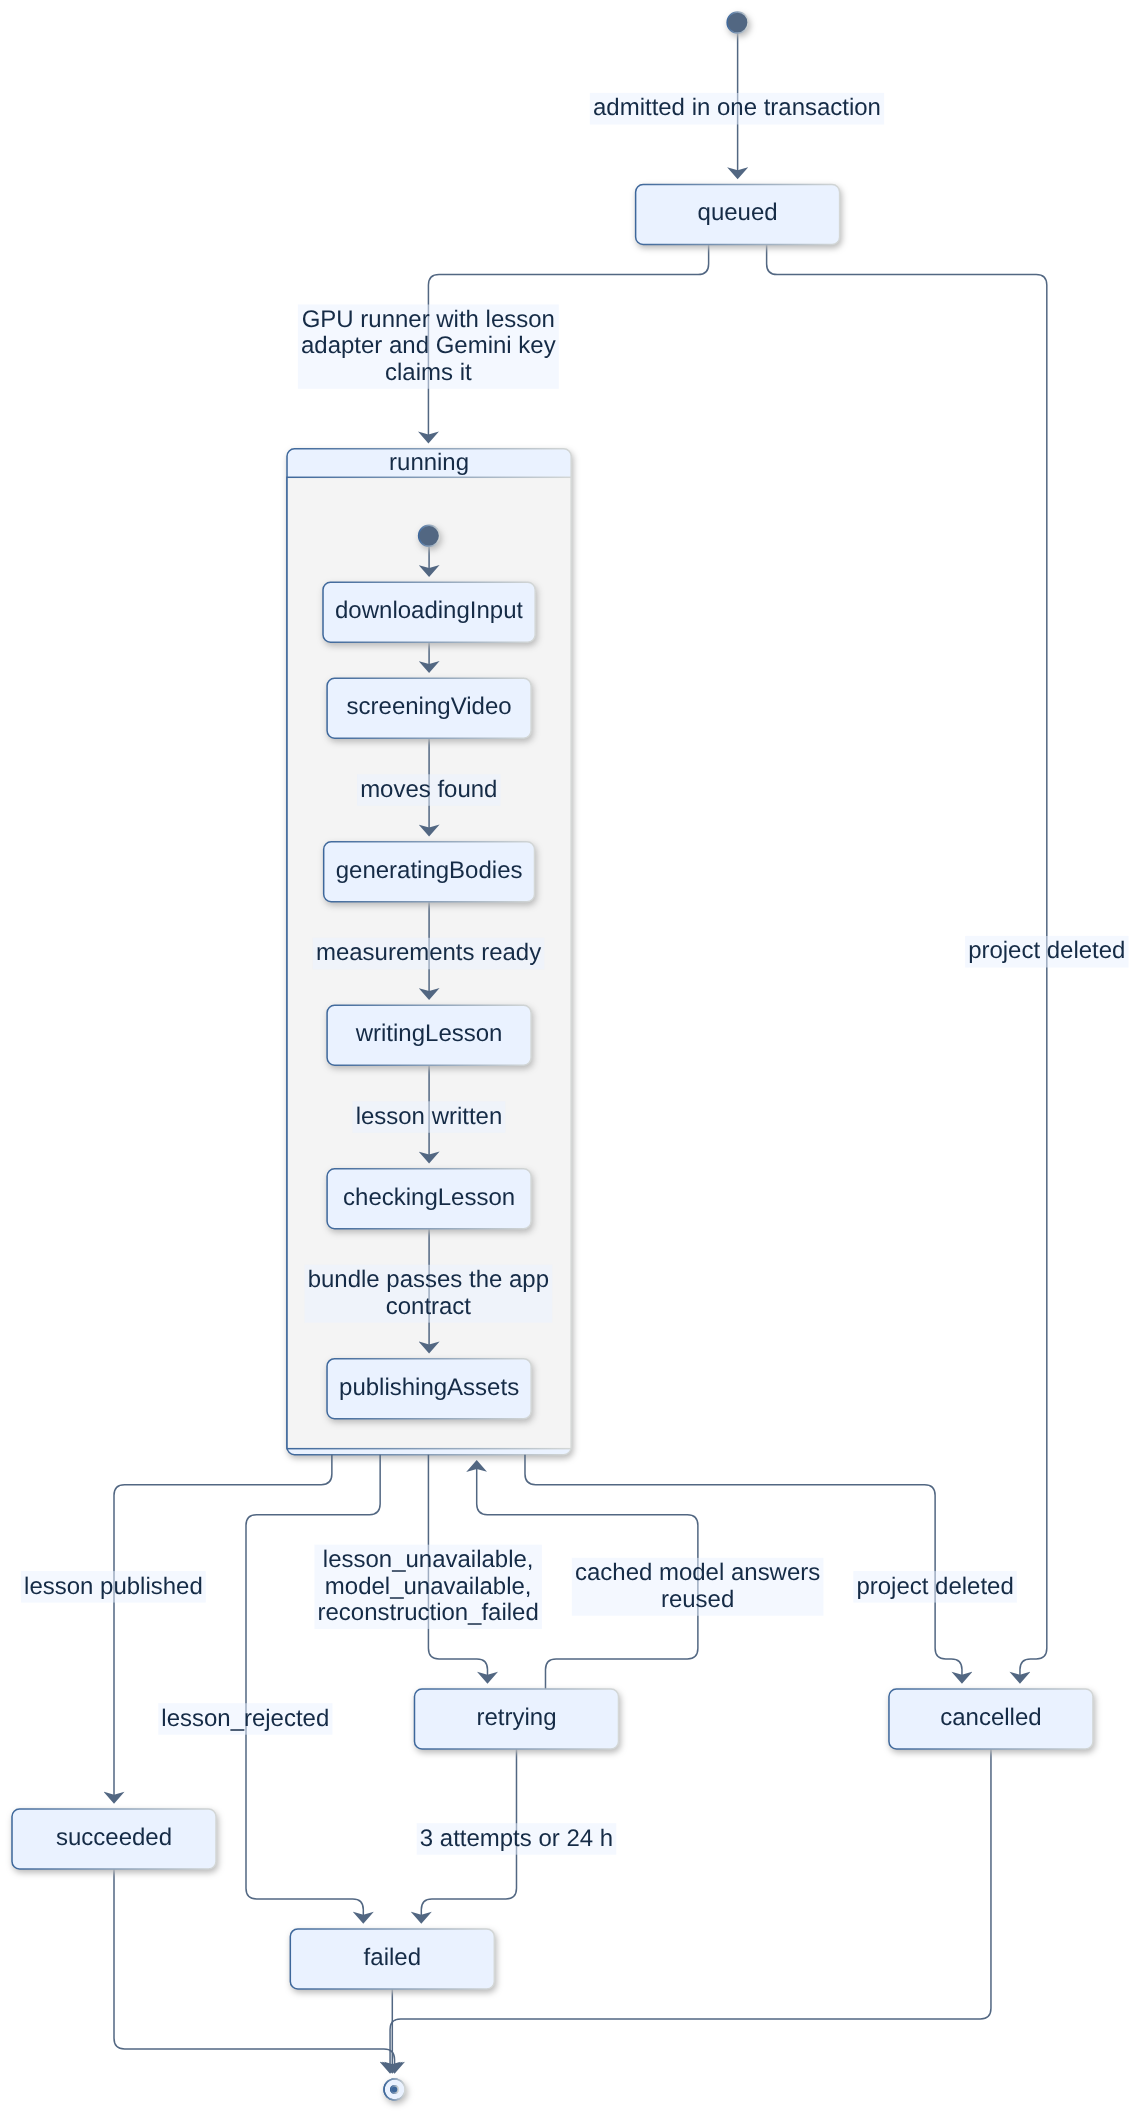 admitted in one transaction
queued
GPU runner with lesson
adapter and Gemini key
claims it
running
downloadingInput
screeningVideo
moves found
generatingBodies
measurements ready
project deleted
writingLesson
lesson written
checkingLesson
bundle passes the app
contract
publishingAssets
lesson published
lesson_unavailable,
model_unavailable,
reconstruction_failed
cached model answers
reused
project deleted
lesson_rejected
retrying
cancelled
succeeded
3 attempts or 24 h
failed